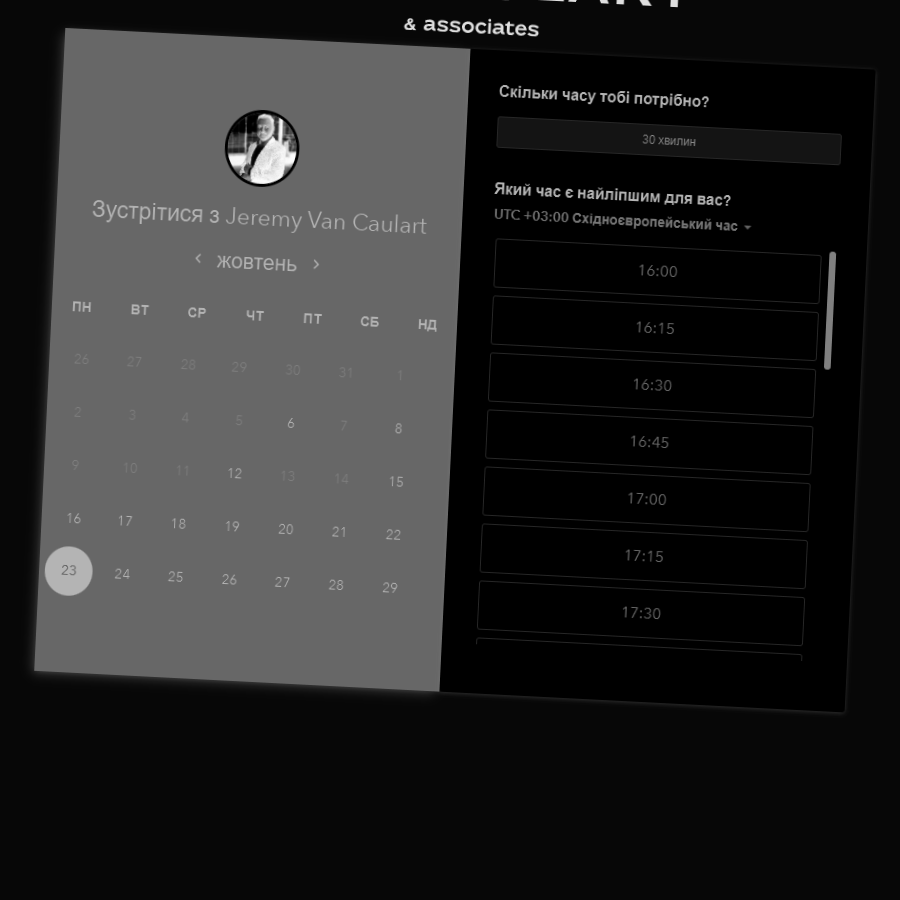 & associates
Зустрітися з Jeremy Van Caulart
‹ жовтень ›
ПН ВТ СР ЧТ ПТ СБ НД
26 27 28 29 30 31 1
2 3 4 5 6 7 8
9 10 11 12 13 14 15
16 17 18 19 20 21 22
23 24 25 26 27 28 29
Скільки часу тобі потрібно?
30 хвилин
Який час є найліпшим для вас?
UTC +03:00 Східноєвропейський час
16:00
16:15
16:30
16:45
17:00
17:15
17:30